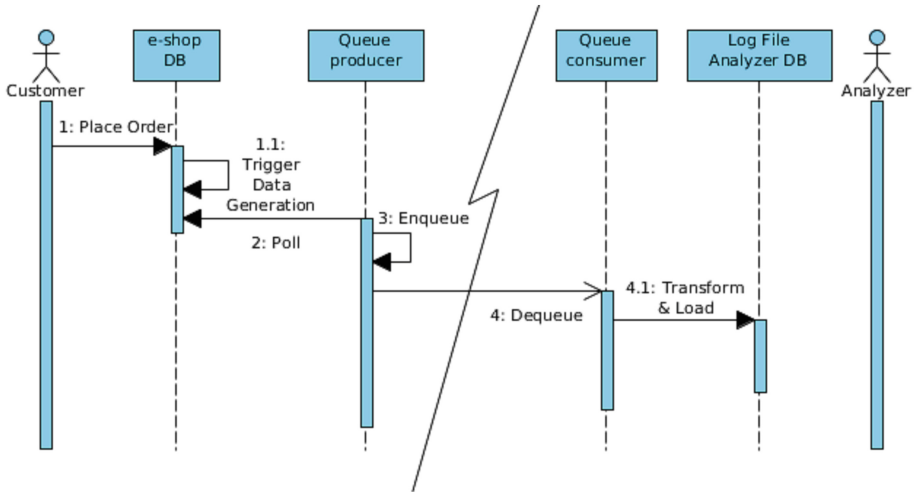 e-shop
DB
Queue
producer
Queue
consumer
Log File
Analyzer DB
Customer
Analyzer
1: Place Order
1.1:
Trigger
Data
Generation
3: Enqueue
2: Poll
4.1: Transform
& Load
4: Dequeue